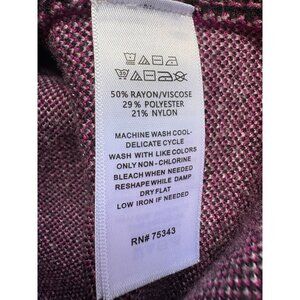 50% RAYON/VISCOSE
29% POLYESTER
21% NYLON
MACHINE WASH COOL-
DELICATE CYCLE
WASH WITH LIKE COLORS
ONLY NON-CHLORINE
BLEACH WHEN NEEDED
RESHAPE WHILE DAMP
DRY FLAT
LOW IRON IF NEEDED
RN# 75343